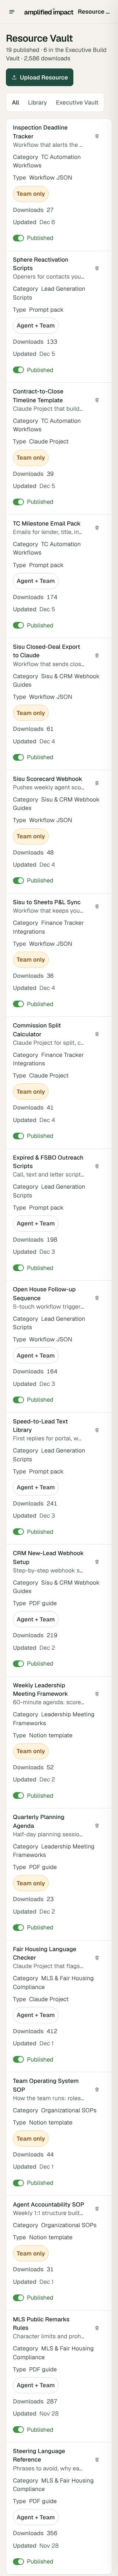 amplified impact
Resource ...
Resource Vault
19 published · 6 in the Executive Build
Vault · 2,586 downloads
Upload Resource
All
Library
Executive Vault
Inspection Deadline
Tracker
Workflow that alerts the ...
Category TC Automation
Workflows
Type Workflow JSON
Team only
Downloads 27
Updated Dec 6
Published
Sphere Reactivation
Scripts
Openers for contacts you...
Category Lead Generation
Scripts
Type Prompt pack
Agent + Team
Downloads 133
Updated Dec 5
Published
Contract-to-Close
Timeline Template
Claude Project that build...
Category TC Automation
Workflows
Type Claude Project
Team only
Downloads 39
Updated Dec 5
Published
TC Milestone Email Pack
Emails for lender, title, in...
Category TC Automation
Workflows
Type Prompt pack
Agent + Team
Downloads 174
Updated Dec 5
Published
Sisu Closed-Deal Export
to Claude
Workflow that sends clos...
Category Sisu & CRM Webhook
Guides
Type Workflow JSON
Team only
Downloads 61
Updated Dec 4
Published
Sisu Scorecard Webhook
Pushes weekly agent sco...
Category Sisu & CRM Webhook
Guides
Type Workflow JSON
Team only
Downloads 48
Updated Dec 4
Published
Sisu to Sheets P&L Sync
Workflow that keeps you...
Category Finance Tracker
Integrations
Type Workflow JSON
Team only
Downloads 36
Updated Dec 4
Published
Commission Split
Calculator
Claude Project for split, c...
Category Finance Tracker
Integrations
Type Claude Project
Team only
Downloads 41
Updated Dec 4
Published
Expired & FSBO Outreach
Scripts
Call, text and letter script...
Category Lead Generation
Scripts
Type Prompt pack
Agent + Team
Downloads 198
Updated Dec 3
Published
Open House Follow-up
Sequence
5-touch workflow trigger...
Category Lead Generation
Scripts
Type Workflow JSON
Agent + Team
Downloads 164
Updated Dec 3
Published
Speed-to-Lead Text
Library
First replies for portal, w...
Category Lead Generation
Scripts
Type Prompt pack
Agent + Team
Downloads 241
Updated Dec 3
Published
CRM New-Lead Webhook
Setup
Step-by-step webhook s...
Category Sisu & CRM Webhook
Guides
Type PDF guide
Agent + Team
Downloads 219
Updated Dec 2
Published
Weekly Leadership
Meeting Framework
60-minute agenda: score...
Category Leadership Meeting
Frameworks
Type Notion template
Team only
Downloads 52
Updated Dec 2
Published
Quarterly Planning
Agenda
Half-day planning sessio...
Category Leadership Meeting
Frameworks
Type PDF guide
Team only
Downloads 23
Updated Dec 2
Published
Fair Housing Language
Checker
Claude Project that flags...
Category MLS & Fair Housing
Compliance
Type Claude Project
Agent + Team
Downloads 412
Updated Dec 1
Published
Team Operating System
SOP
How the team runs: roles...
Category Organizational SOPs
Type Notion template
Team only
Downloads 44
Updated Dec 1
Published
Agent Accountability SOP
Weekly 1:1 structure built...
Category Organizational SOPs
Type Notion template
Team only
Downloads 31
Updated Dec 1
Published
MLS Public Remarks
Rules
Character limits and proh...
Category MLS & Fair Housing
Compliance
Type PDF guide
Agent + Team
Downloads 287
Updated Nov 28
Published
Steering Language
Reference
Phrases to avoid, why ea...
Category MLS & Fair Housing
Compliance
Type PDF guide
Agent + Team
Downloads 356
Updated Nov 28
Published